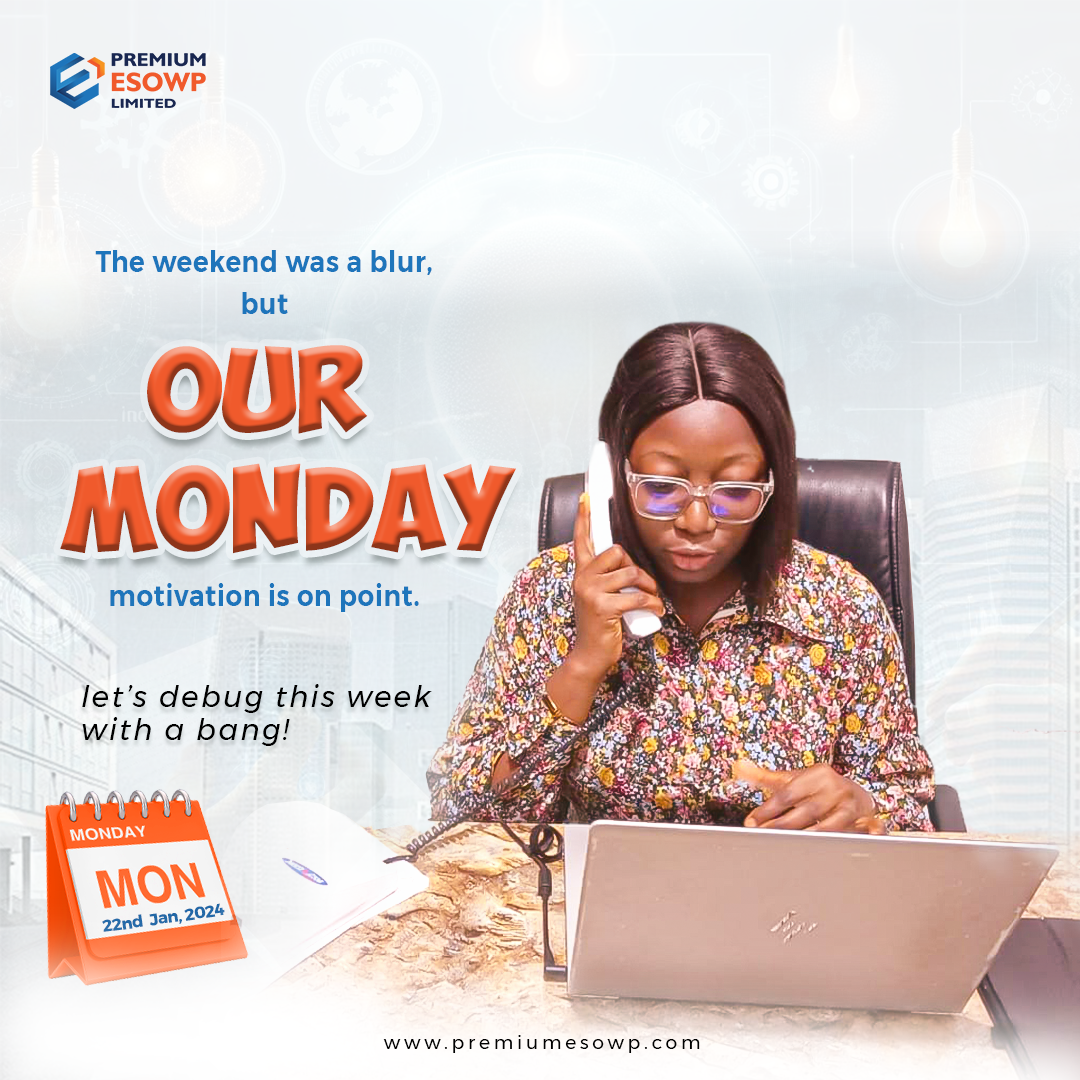 PREMIUM
ESOWP
LIMITED
The weekend was a blur,
but
OUR
MONDAY
motivation is on point.
let's debug this week
with a bang!
MONDAY
MON
22nd Jan, 2024
www.premiumesowp.com